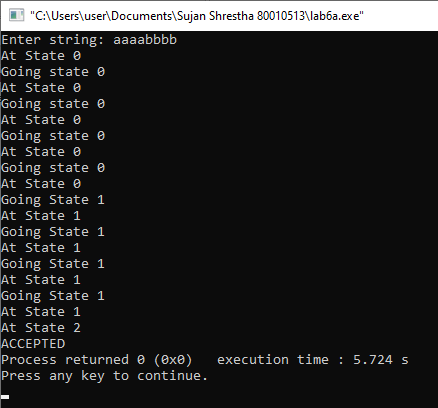 "C:\Users\user\Documents\Sujan Shrestha 80010513\lab6a.exe"
Enter string: aaaabbbb
At State 0
Going state 0
At State 0
Going state 0
At State 0
Going state 0
At State 0
Going state 0
At State 0
Going State 1
At State 1
Going State 1
At State 1
Going State 1
At State 1
Going State 1
At State 1
At State 2
ACCEPTED
Process returned 0 (0x0)   execution time : 5.724 s
Press any key to continue.